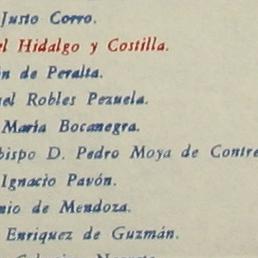 Justo Corro.
el Hidalgo y Costilla.
n de Peralta.
el Robles Pezuela.
María Bocanegra.
bispo D. Pedro Moya de Contre
Ignacio Pavón.
nio de Mendoza.
Enriquez de Guzmán.